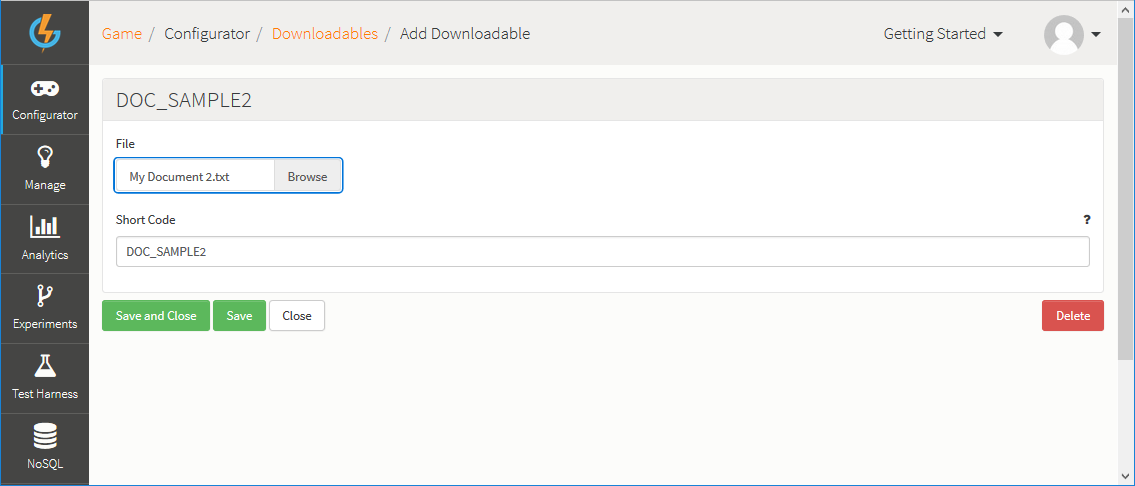 Game / Configurator / Downloadables / Add Downloadable
Getting Started
Configurator
Manage
Analytics
Experiments
Test Harness
NoSQL
DOC_SAMPLE2
File
My Document 2.txt Browse
Short Code ?
DOC_SAMPLE2
Save and Close Save Close Delete